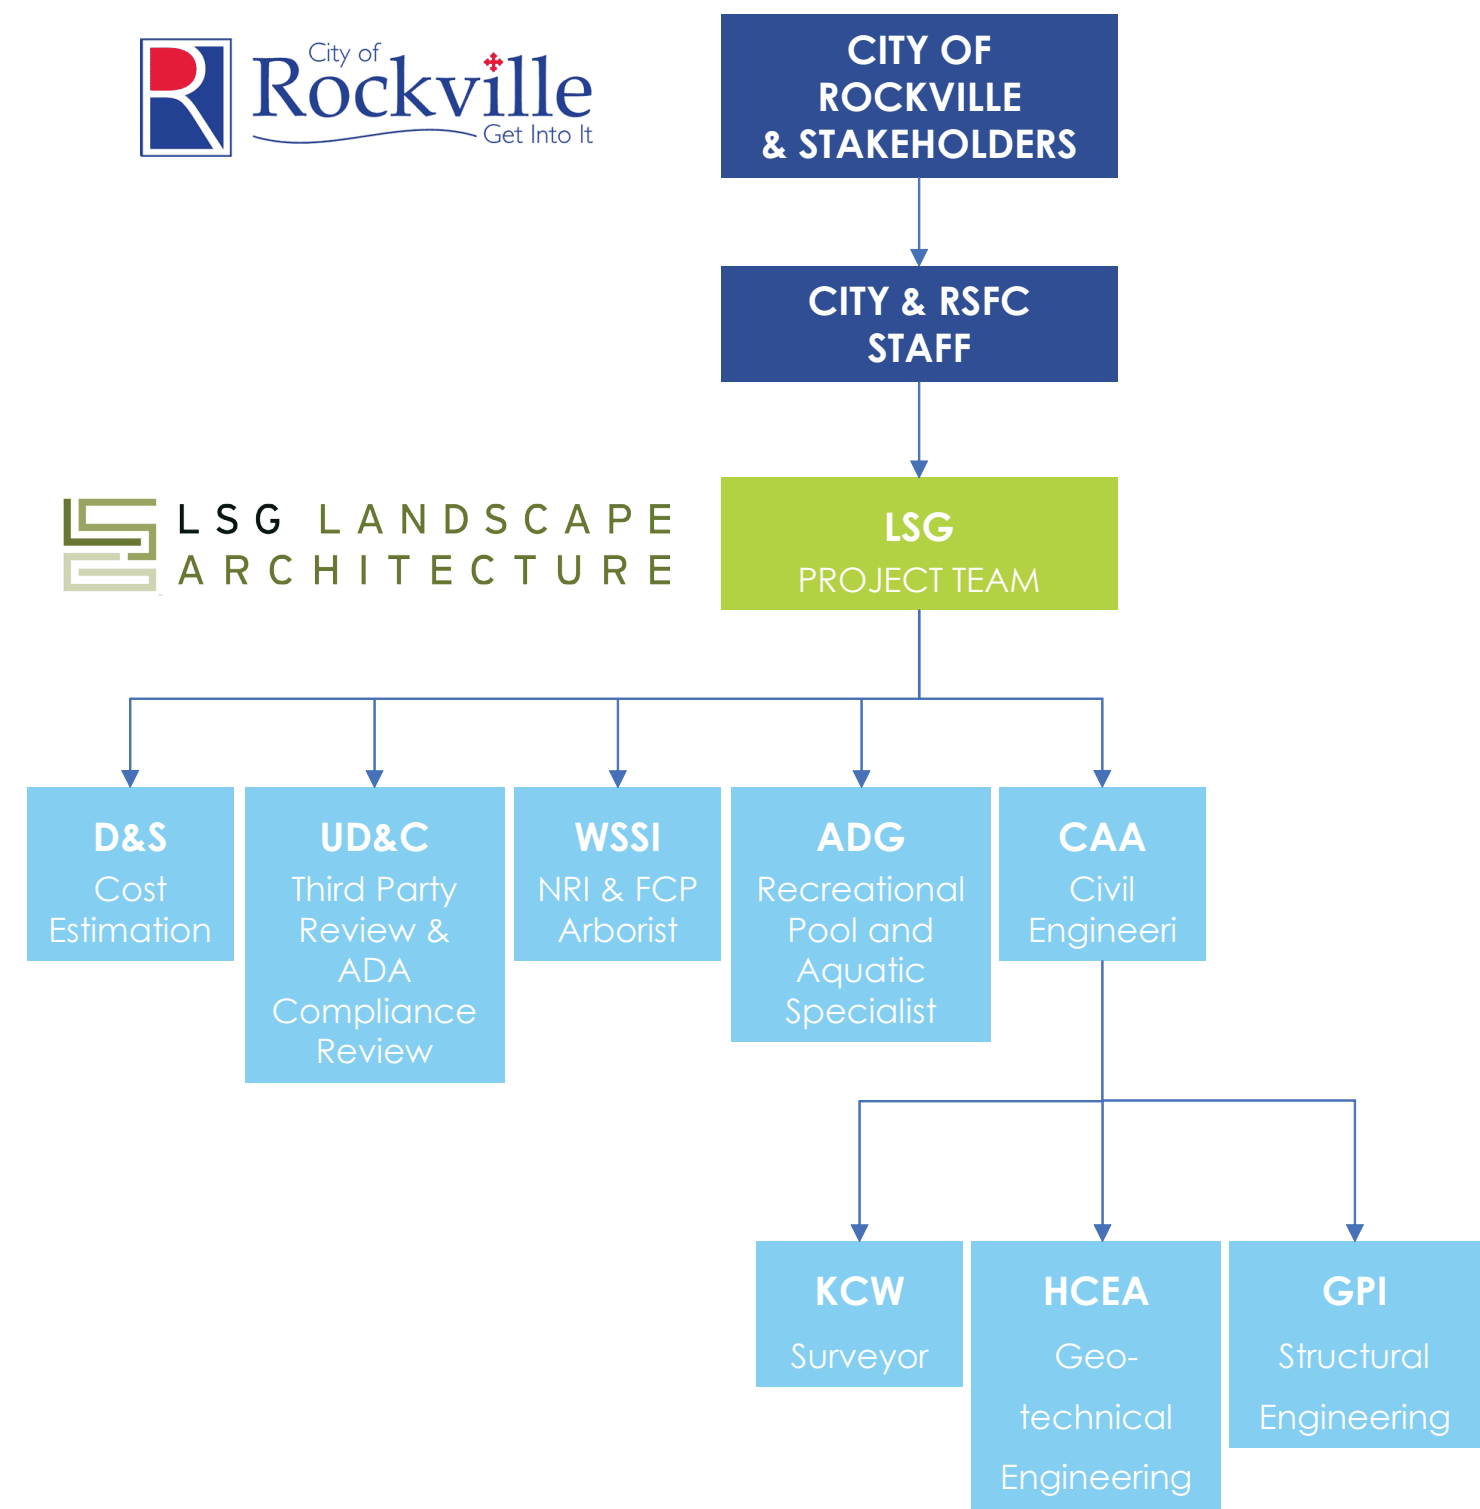 City of
Rockville
Get Into It
CITY OF
ROCKVILLE
& STAKEHOLDERS
CITY & RSFC
STAFF
LSG LANDSCAPE
ARCHITECTURE
LSG
PROJECT TEAM
D&S
Cost
Estimation
UD&C
Third Party
Review &
ADA
Compliance
Review
WSSI
NRI & FCP
Arborist
ADG
Recreational
Pool and
Aquatic
Specialist
CAA
Civil
Engineeri
KCW
Surveyor
HCEA
Geo-
technical
Engineering
GPI
Structural
Engineering